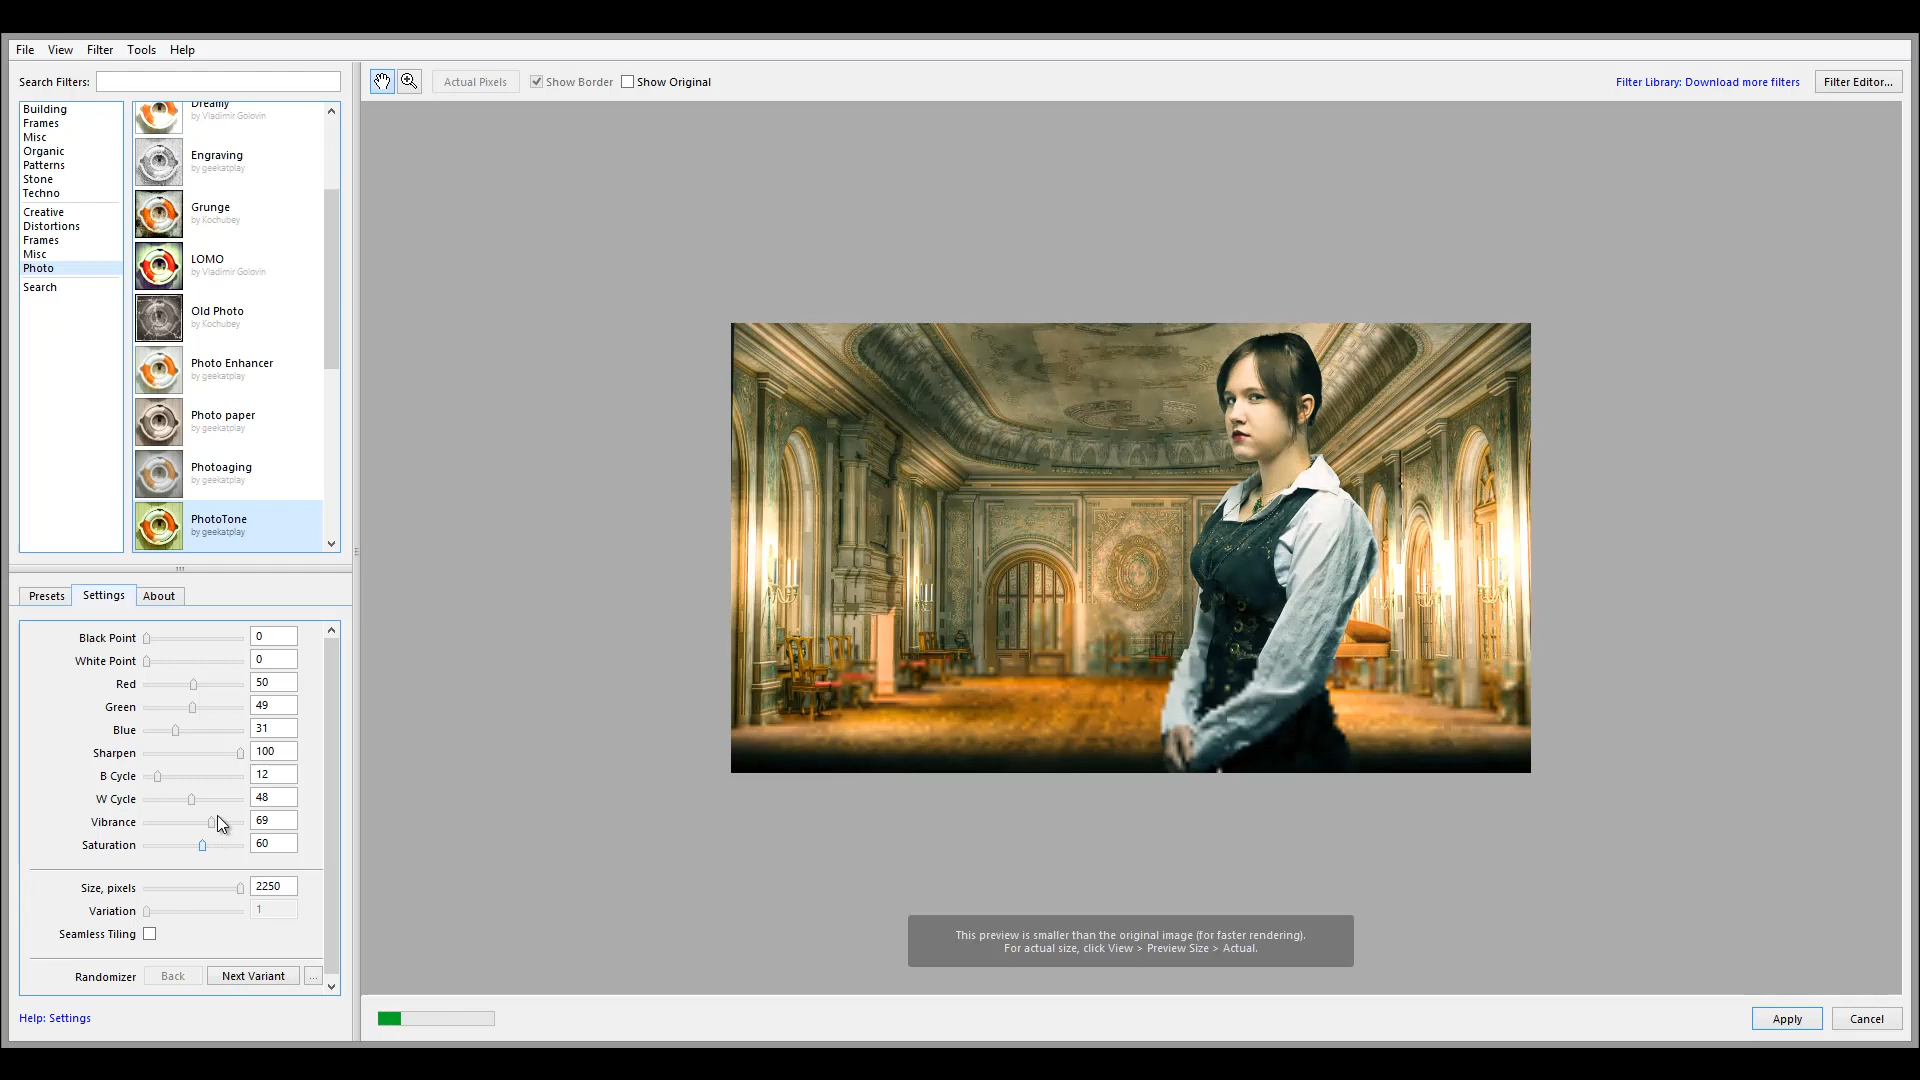 File View Filter Tools Help
Search Filters:
Actual Pixels Show Border Show Original
Filter Library: Download more filters Filter Editor...
Building
Frames
Misc
Organic
Patterns
Stone
Techno
Creative
Distortions
Frames
Misc
Photo
Search
Dreamy
by Vladimir Golovin
Engraving
by geekatplay
Grunge
by Kochubey
LOMO
by Vladimir Golovin
Old Photo
by Kochubey
Photo Enhancer
by geekatplay
Photo paper
by geekatplay
Photoaging
by geekatplay
PhotoTone
by geekatplay
Presets Settings About
Black Point 0
White Point 0
Red 50
Green 49
Blue 31
Sharpen 100
B Cycle 12
W Cycle 48
Vibrance 69
Saturation 60
Size, pixels 2250
Variation 1
Seamless Tiling
Randomizer Back Next Variant ...
Help: Settings
This preview is smaller than the original image (for faster rendering).
For actual size, click View > Preview Size > Actual.
Apply Cancel